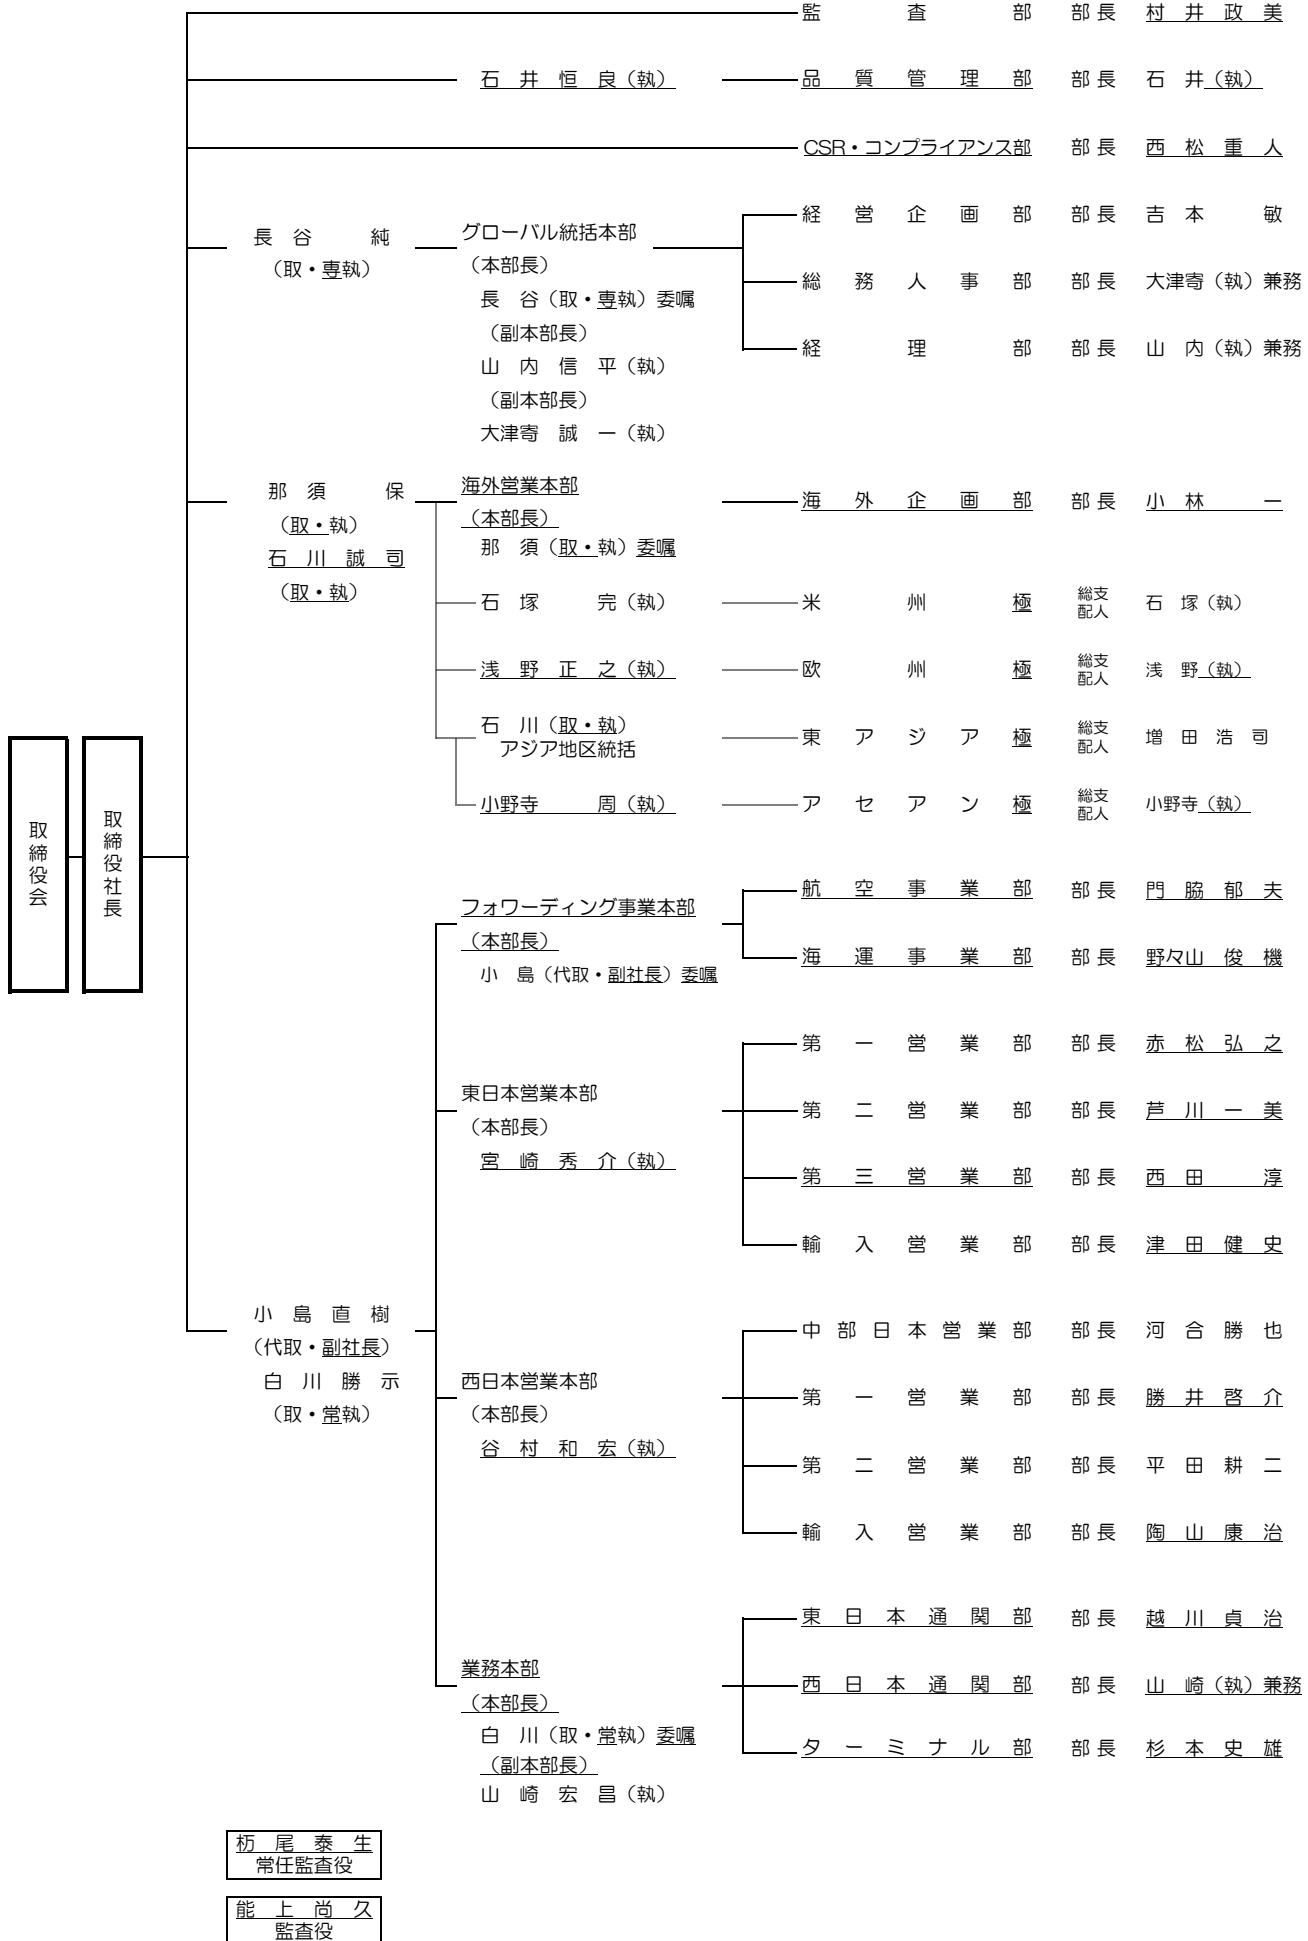 監査部 部長 村井政美
石井恒良（執） 品質管理部 部長 石井（執）
CSR・コンプライアンス部 部長 西松重人
長谷 純
（取・専執）
グローバル統括本部
（本部長）
長谷（取・専執）委嘱
（副本部長）
山内信平（執）
（副本部長）
大津寄誠一（執）
経営企画部 部長 吉本 敏
総務人事部 部長 大津寄（執）兼務
経理部 部長 山内（執）兼務
那須 保
（取・執）
石川誠司
（取・執）
海外営業本部
（本部長）
那須（取・執）委嘱
海外企画部 部長 小林一
石塚 完（執） 米州極 総支配人 石塚（執）
浅野正之（執） 欧州極 総支配人 浅野（執）
石川（取・執）
アジア地区統括
東アジア極 総支配人 増田浩司
小野寺 周（執） アセアン極 総支配人 小野寺（執）
取締役会
取締役社長
小島直樹
（代取・副社長）
白川勝示
（取・常執）
フォワーディング事業本部
（本部長）
小島（代取・副社長）委嘱
航空事業部 部長 門脇郁夫
海運事業部 部長 野々山俊機
東日本営業本部
（本部長）
宮崎秀介（執）
第一営業部 部長 赤松弘之
第二営業部 部長 芦川一美
第三営業部 部長 西田 淳
輸入営業部 部長 津田健史
西日本営業本部
（本部長）
谷村和宏（執）
中部日本営業部 部長 河合勝也
第一営業部 部長 勝井啓介
第二営業部 部長 平田耕二
輸入営業部 部長 陶山康治
業務本部
（本部長）
白川（取・常執）委嘱
（副本部長）
山崎宏昌（執）
東日本通関部 部長 越川貞治
西日本通関部 部長 山崎（執）兼務
ターミナル部 部長 杉本史雄
杤尾泰生
常任監査役
能上尚久
監査役